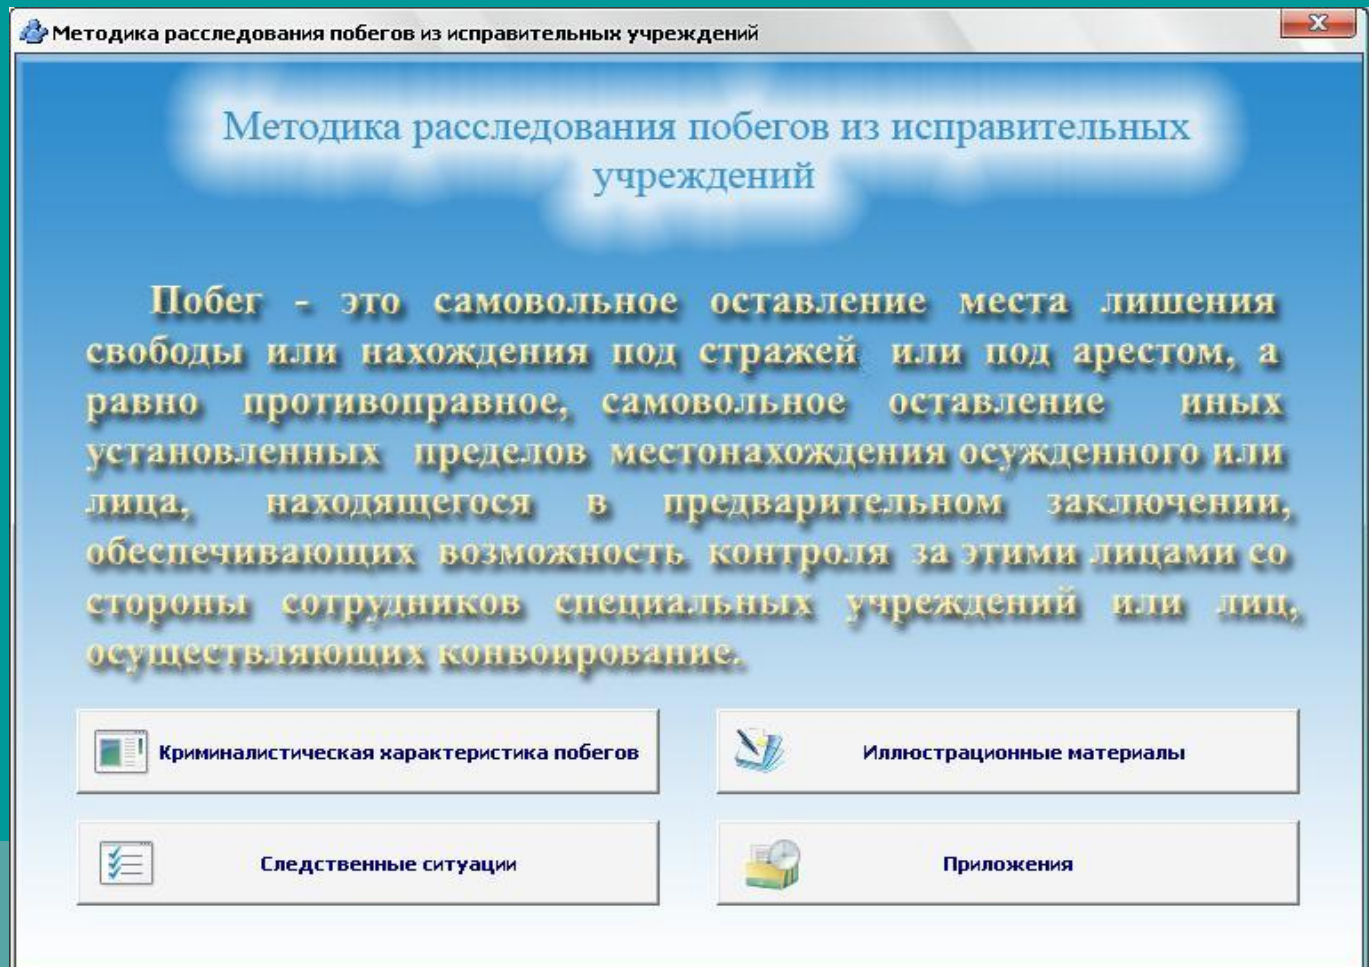 Методика расследования побегов из исправительных учреждений
Методика расследования побегов из исправительных
учреждений
Побег - это самовольное оставление места лишения
свободы или нахождения под стражей или под арестом, а
равно противоправное, самовольное оставление иных
установленных пределов местонахождения осужденного или
лица, находящегося в предварительном заключении,
обеспечивающих возможность контроля за этими лицами со
стороны сотрудников специальных учреждений или лиц,
осуществляющих конвоирование.
Криминалистическая характеристика побегов
Иллюстрационные материалы
Следственные ситуации
Приложения